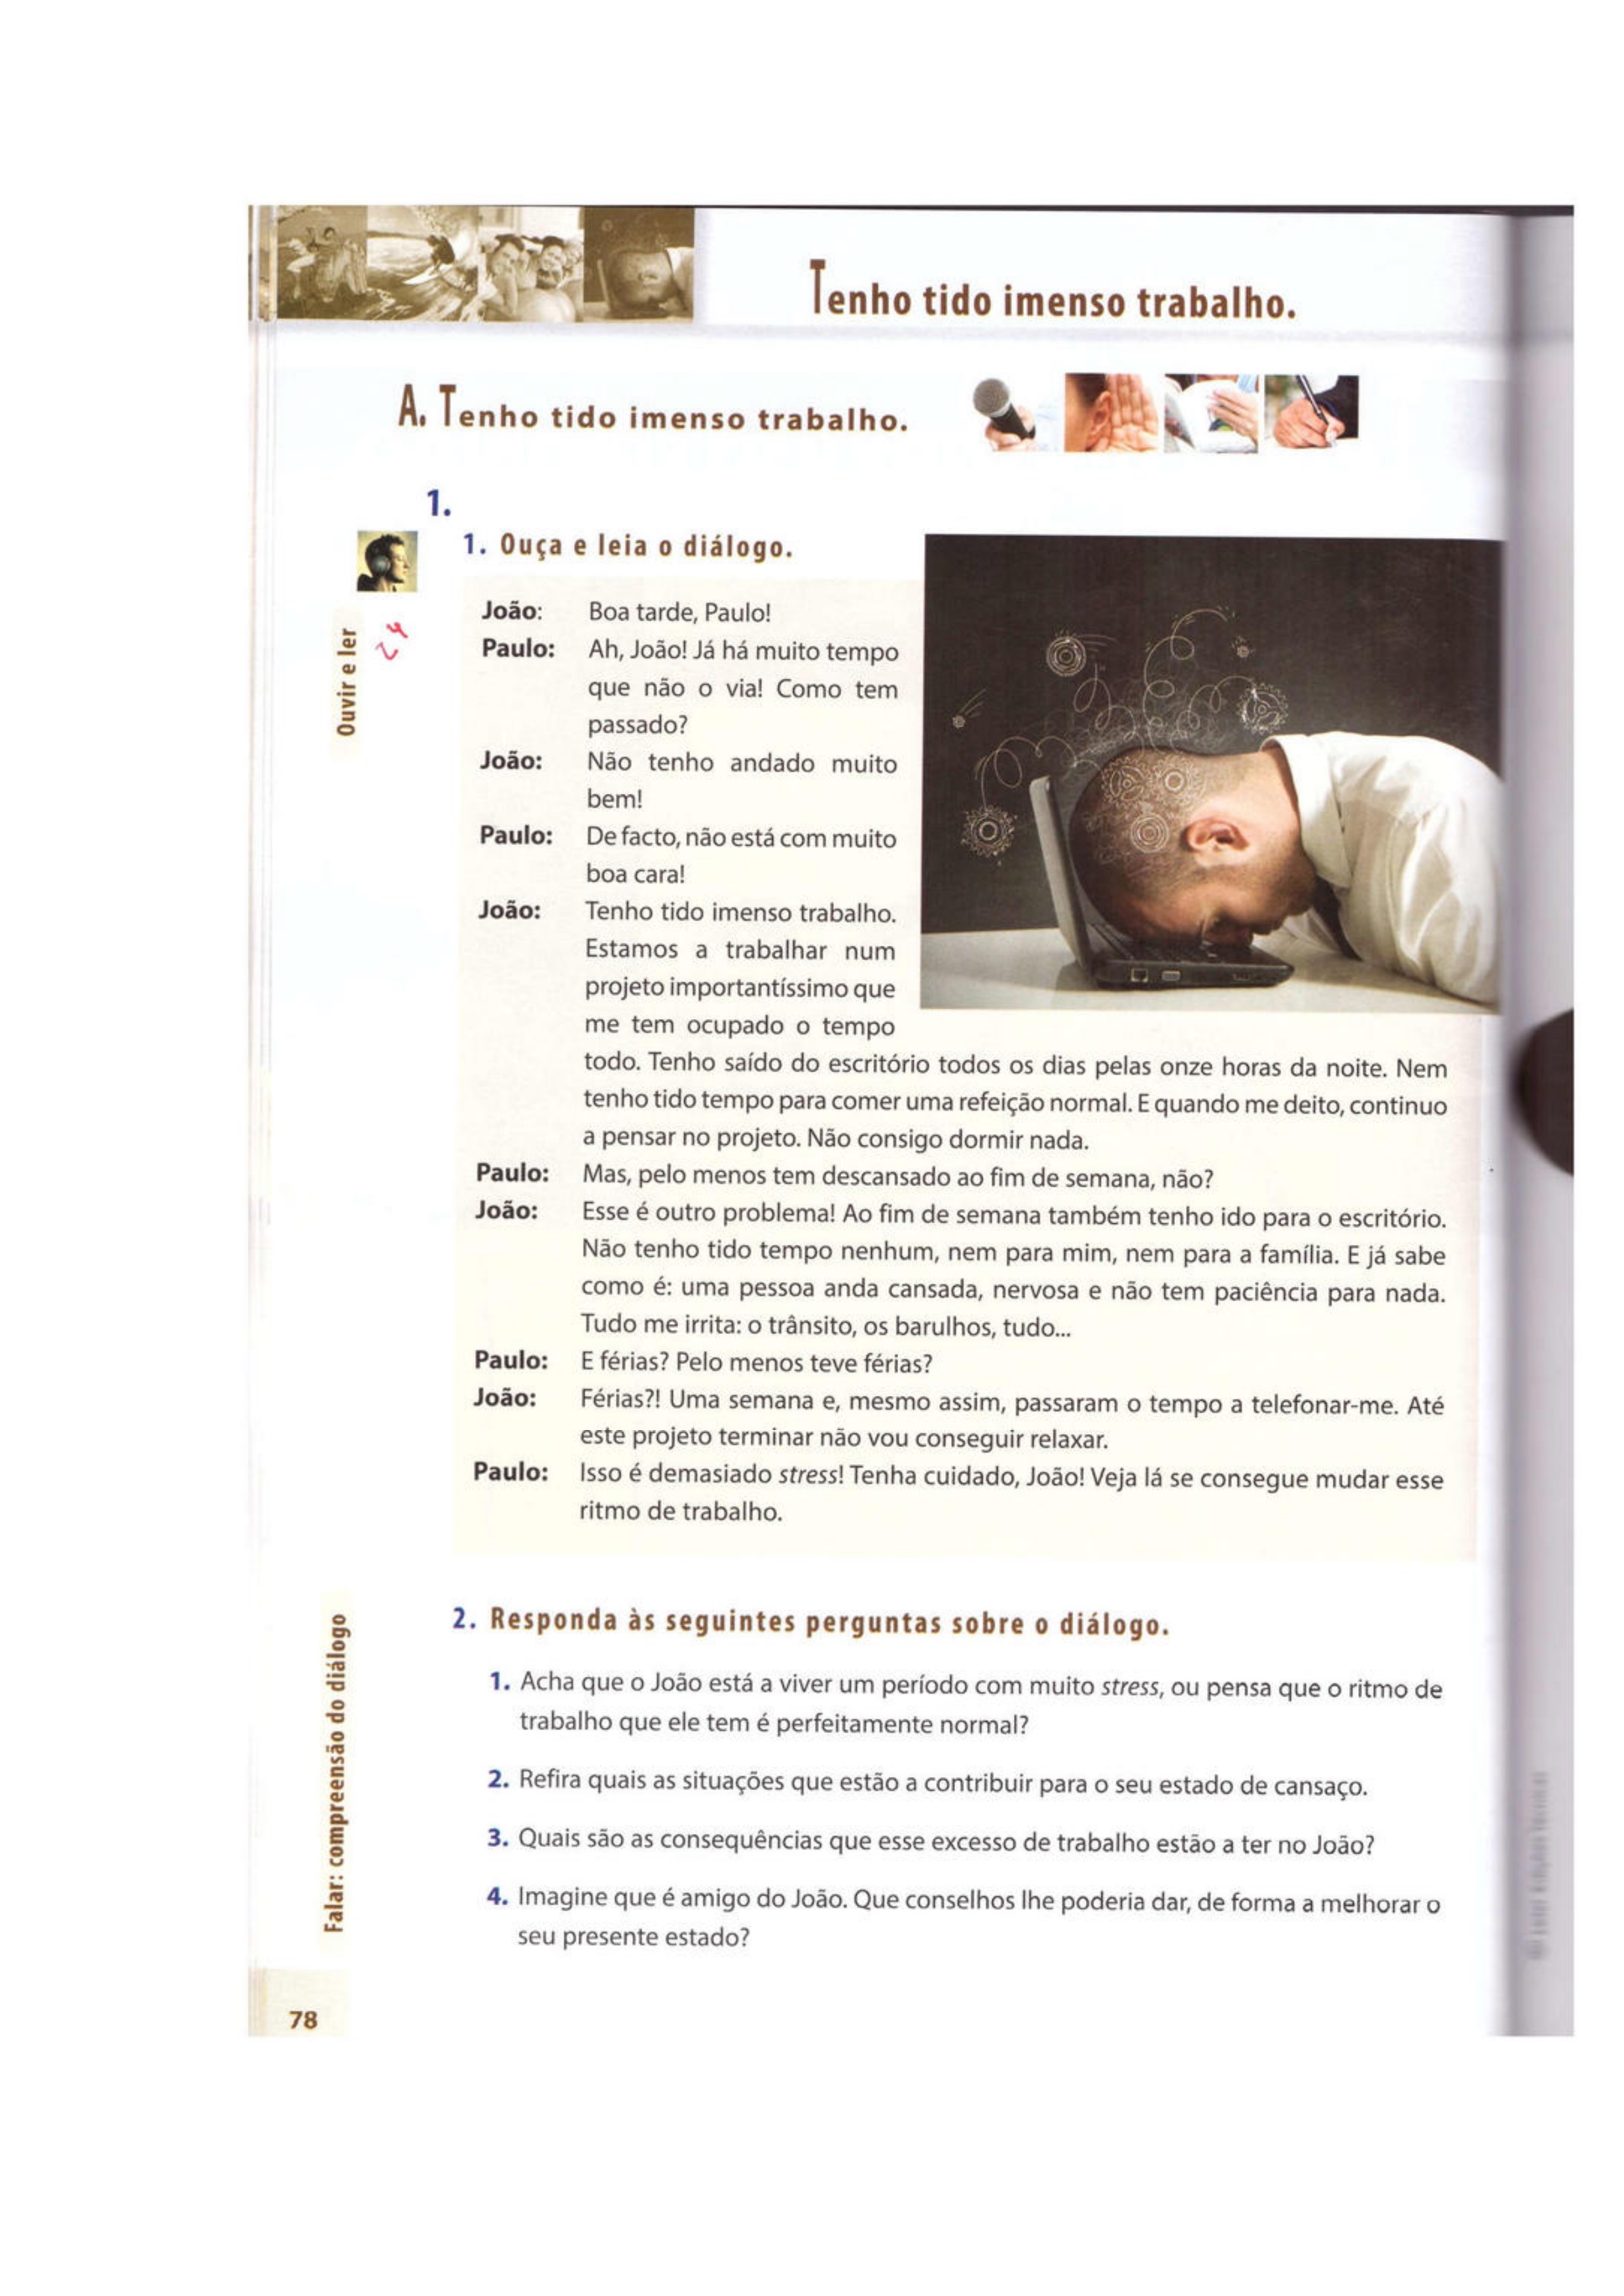 Tenho tido imenso trabalho.
A. Tenho tido imenso trabalho.
1.
1. Ouça e leia o diálogo.
Ouvir e ler
24
João: Boa tarde, Paulo!
Paulo: Ah, João! Já há muito tempo
que não o via! Como tem
passado?
João: Não tenho andado muito
bem!
Paulo: De facto, não está com muito
boa cara!
João: Tenho tido imenso trabalho.
Estamos a trabalhar num
projeto importantíssimo que
me tem ocupado o tempo
todo. Tenho saído do escritório todos os dias pelas onze horas da noite. Nem
tenho tido tempo para comer uma refeição normal. E quando me deito, continuo
a pensar no projeto. Não consigo dormir nada.
Paulo: Mas, pelo menos tem descansado ao fim de semana, não?
João: Esse é outro problema! Ao fim de semana também tenho ido para o escritório.
Não tenho tido tempo nenhum, nem para mim, nem para a família. E já sabe
como é: uma pessoa anda cansada, nervosa e não tem paciência para nada.
Tudo me irrita: o trânsito, os barulhos, tudo...
Paulo: E férias? Pelo menos teve férias?
João: Férias?! Uma semana e, mesmo assim, passaram o tempo a telefonar-me. Até
este projeto terminar não vou conseguir relaxar.
Paulo: Isso é demasiado stress! Tenha cuidado, João! Veja lá se consegue mudar esse
ritmo de trabalho.
Falar: compreensão do diálogo
2. Responda às seguintes perguntas sobre o diálogo.
1. Acha que o João está a viver um período com muito stress, ou pensa que o ritmo de
trabalho que ele tem é perfeitamente normal?
2. Refira quais as situações que estão a contribuir para o seu estado de cansaço.
3. Quais são as consequências que esse excesso de trabalho estão a ter no João?
4. Imagine que é amigo do João. Que conselhos lhe poderia dar, de forma a melhorar o
seu presente estado?
78